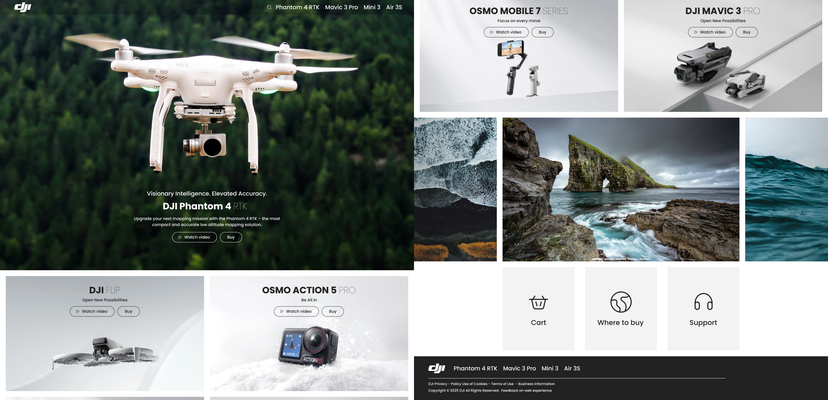 dji
Phantom 4 RTK Mavic 3 Pro Mini 3 Air 3S
Visionary Intelligence. Elevated Accuracy.
DJI Phantom 4 RTK
Upgrade your next mapping mission with the Phantom 4 RTK – the most
compact and accurate low altitude mapping solution.
Watch video Buy
DJI FLIP
Open New Possibilities
Watch video Buy
OSMO ACTION 5 PRO
Be All In
Watch video Buy
OSMO MOBILE 7 SERIES
Focus on every move
Watch video Buy
DJI MAVIC 3 PRO
Open New Possibilities
Watch video Buy
Cart
Where to buy
Support
dji
Phantom 4 RTK Mavic 3 Pro Mini 3 Air 3S
DJI Privacy - Policy Use of Cookies - Terms of Use - Business Information
Copyright © 2025 DJI All Rights Reserved. Feedback on web experience